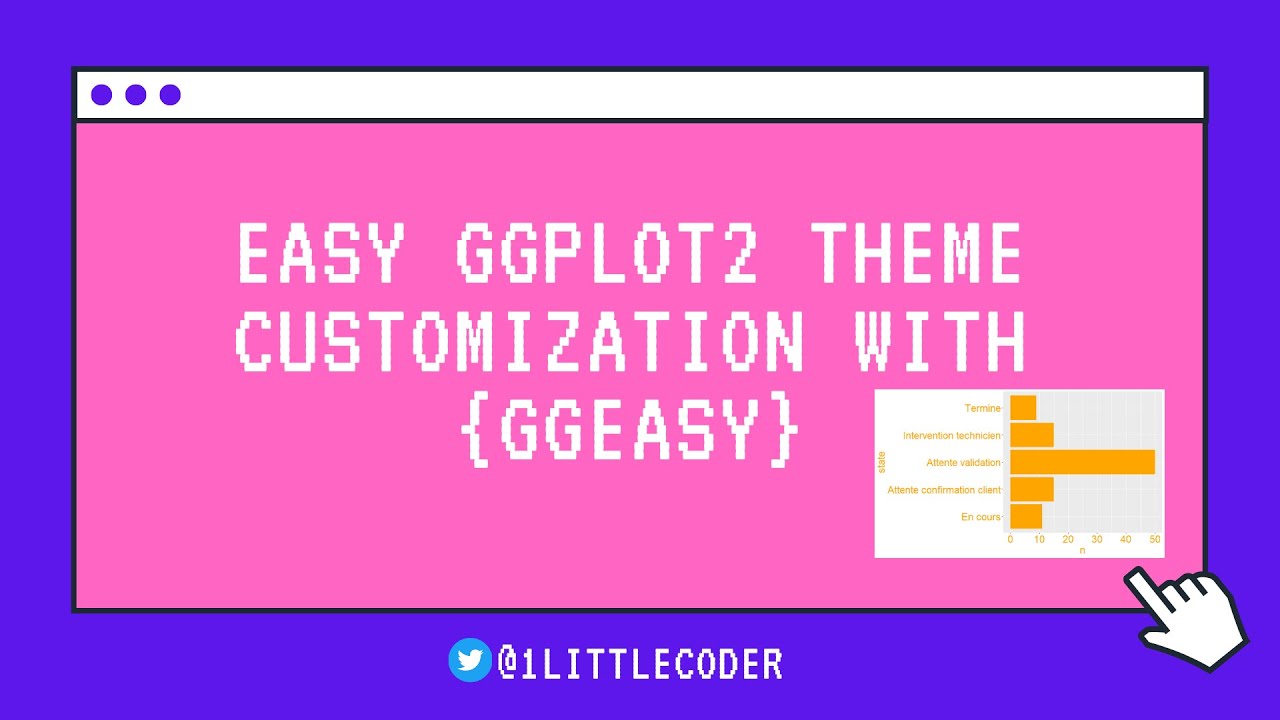 EASY GGPLOT2 THEME
CUSTOMIZATION WITH
{GGEASY}
state
Termine
Intervention technicien
Attente validation
Attente confirmation client
En cours
0 10 20 30 40 50
n
@1LITTLECODER